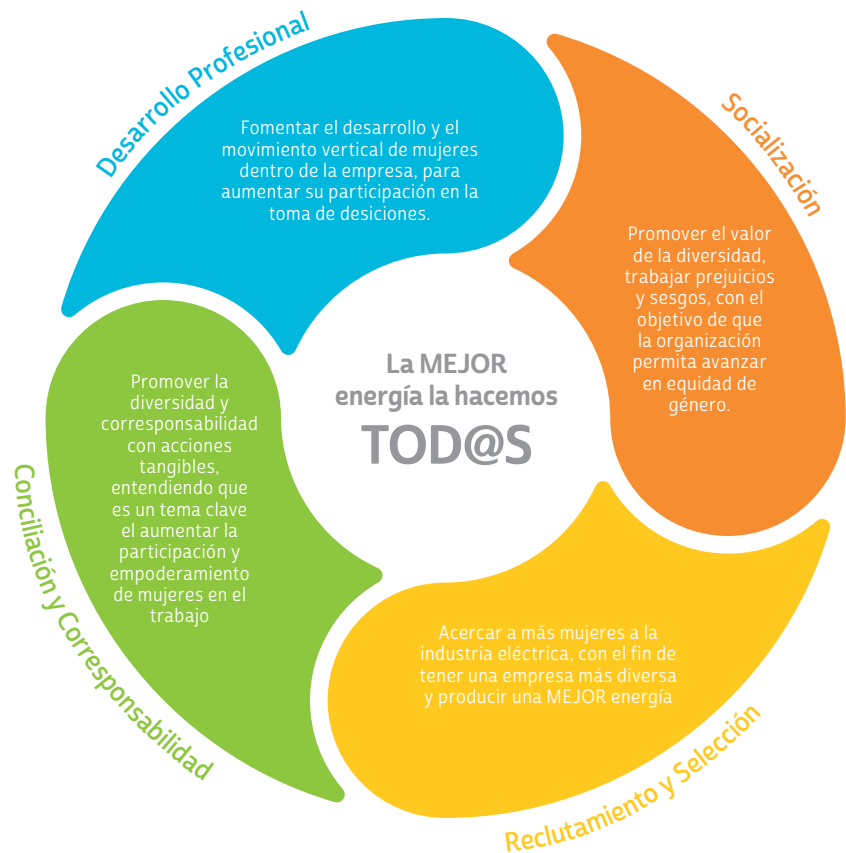 Desarrollo Profesional
Fomentar el desarrollo y el
movimiento vertical de mujeres
dentro de la empresa, para
aumentar su participación en la
toma de desiciones.
Socialización
Promover el valor
de la diversidad,
trabajar prejuicios
y sesgos, con el
objetivo de que
la organización
permita avanzar
en equidad de
género.
La MEJOR
energía la hacemos
TOD@S
Conciliación y Corresponsabilidad
Promover la
diversidad y
corresponsabilidad
con acciones
tangibles,
entendiendo que
es un tema clave
el aumentar la
participación y
empoderamiento
de mujeres en el
trabajo
Acercar a más mujeres a la
industria eléctrica, con el fin de
tener una empresa más diversa
y producir una MEJOR energía
Reclutamiento y Selección